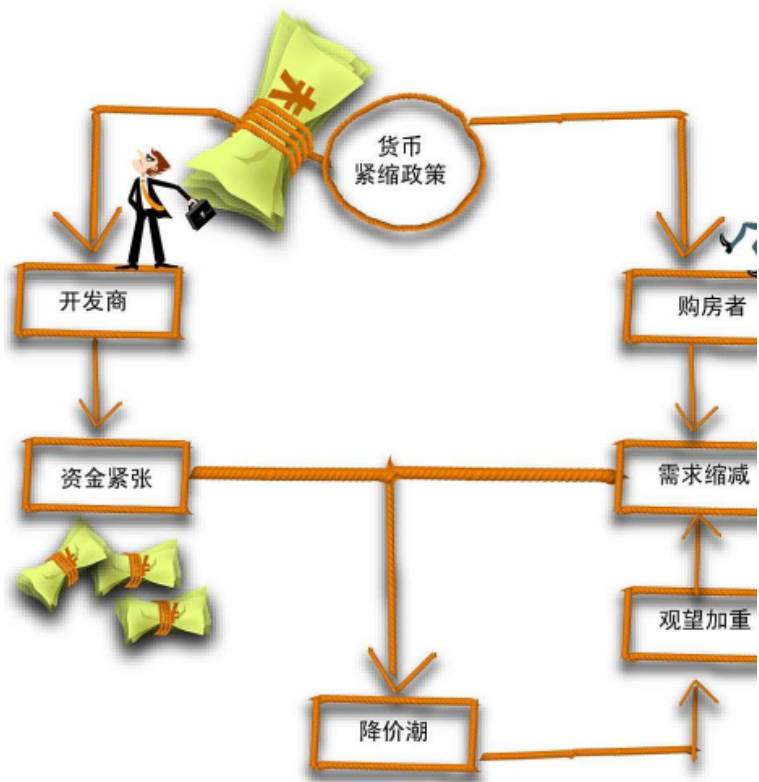 货币
紧缩政策
开发商
购房者
资金紧张
需求缩减
观望加重
降价潮